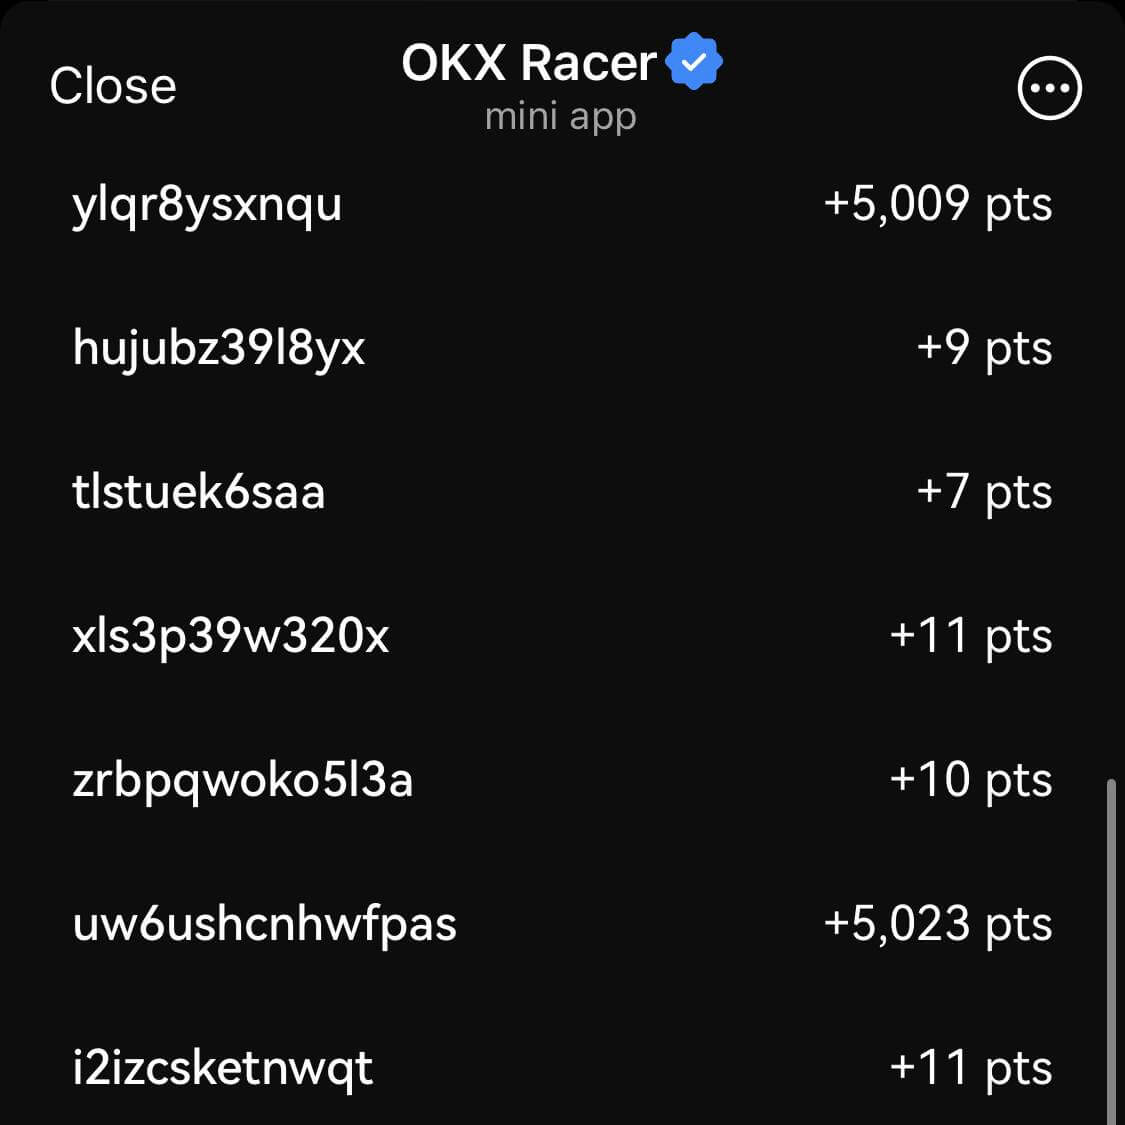 Close
OKX Racer
mini app
ylqr8ysxnqu +5,009 pts
hujubz39l8yx +9 pts
tlstuek6saa +7 pts
xls3p39w320x +11 pts
zrbpqwoko5l3a +10 pts
uw6ushcnhwfpas +5,023 pts
i2izcsketnwqt +11 pts